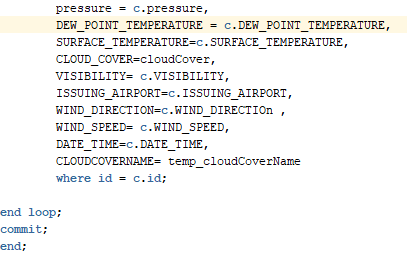 pressure = c.pressure,
DEW_POINT_TEMPERATURE = c.DEW_POINT_TEMPERATURE,
SURFACE_TEMPERATURE=c.SURFACE_TEMPERATURE,
CLOUD_COVER=cloudCover,
VISIBILITY= c.VISIBILITY,
ISSUING_AIRPORT=c.ISSUING_AIRPORT,
WIND_DIRECTION=c.WIND_DIRECTIOn ,
WIND_SPEED= c.WIND_SPEED,
DATE_TIME=c.DATE_TIME,
CLOUDCOVERNAME= temp_cloudCoverName
where id = c.id;
end loop;
commit;
end;